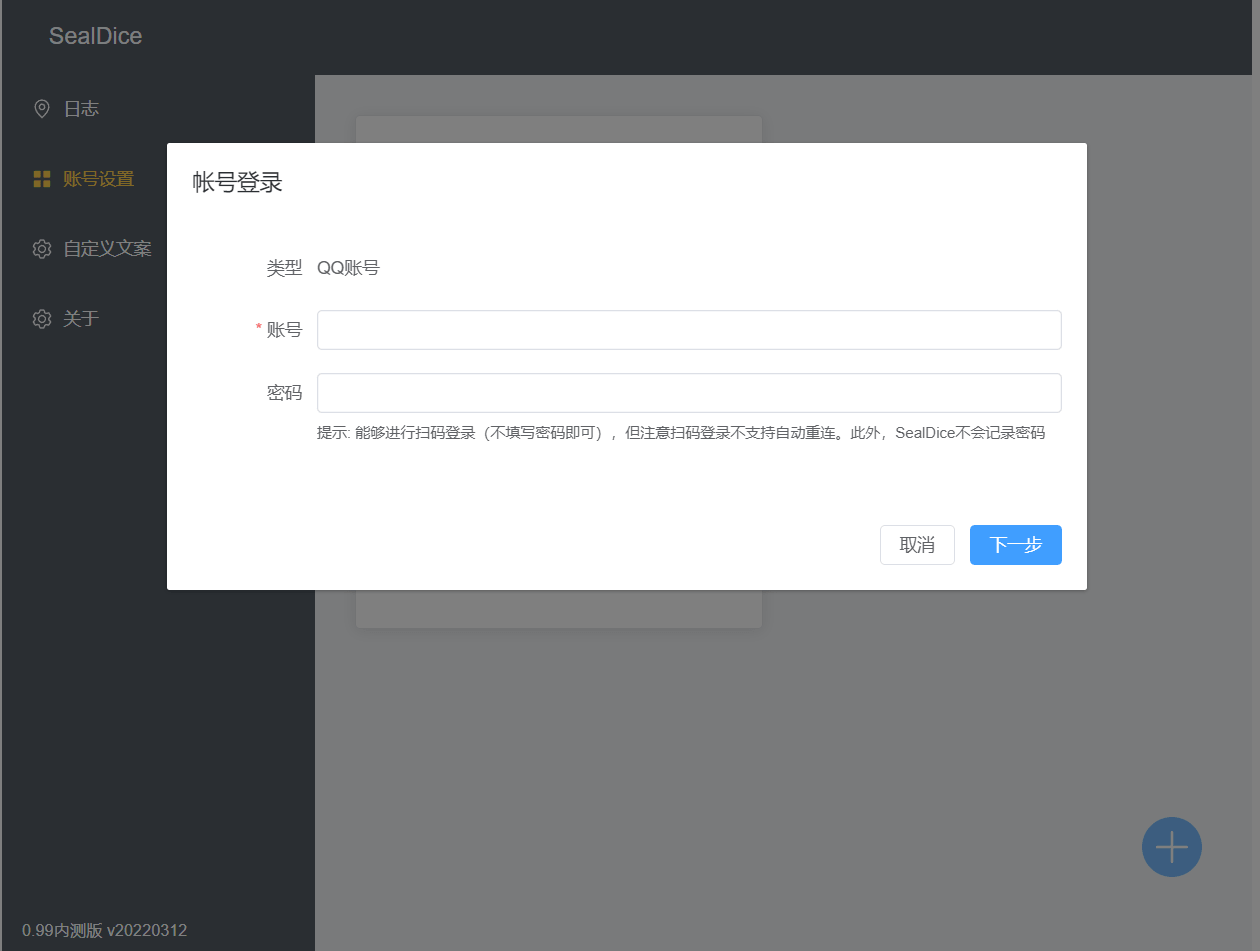 SealDice
日志
账号设置
自定义文案
关于
帐号登录
类型 QQ账号
* 账号
密码
提示: 能够进行扫码登录（不填写密码即可），但注意扫码登录不支持自动重连。此外，SealDice不会记录密码
取消 下一步
0.99内测版 v20220312